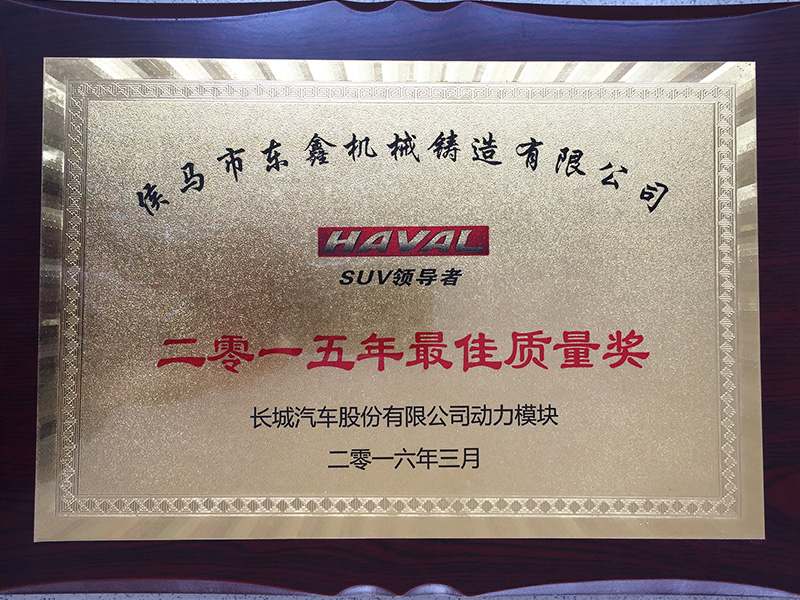 侯马市东鑫机械铸造有限公司
HAVAL
SUV领导者
二零一五年最佳质量奖
长城汽车股份有限公司动力模块
二零一六年三月